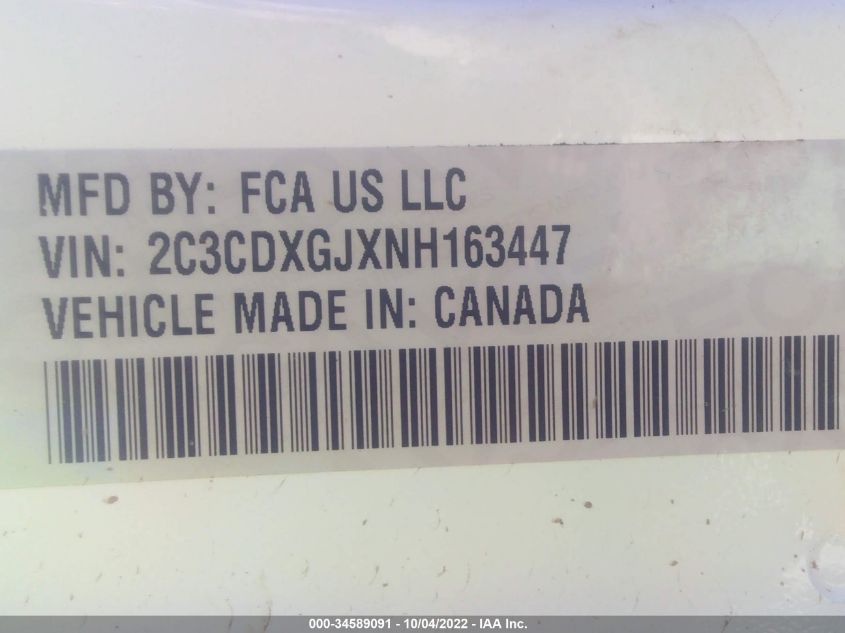 MFD BY: FCA US LLC
VIN: 2C3CDXGJXNH163447
VEHICLE MADE IN: CANADA
000-34589091 - 10/04/2022 - IAA Inc.